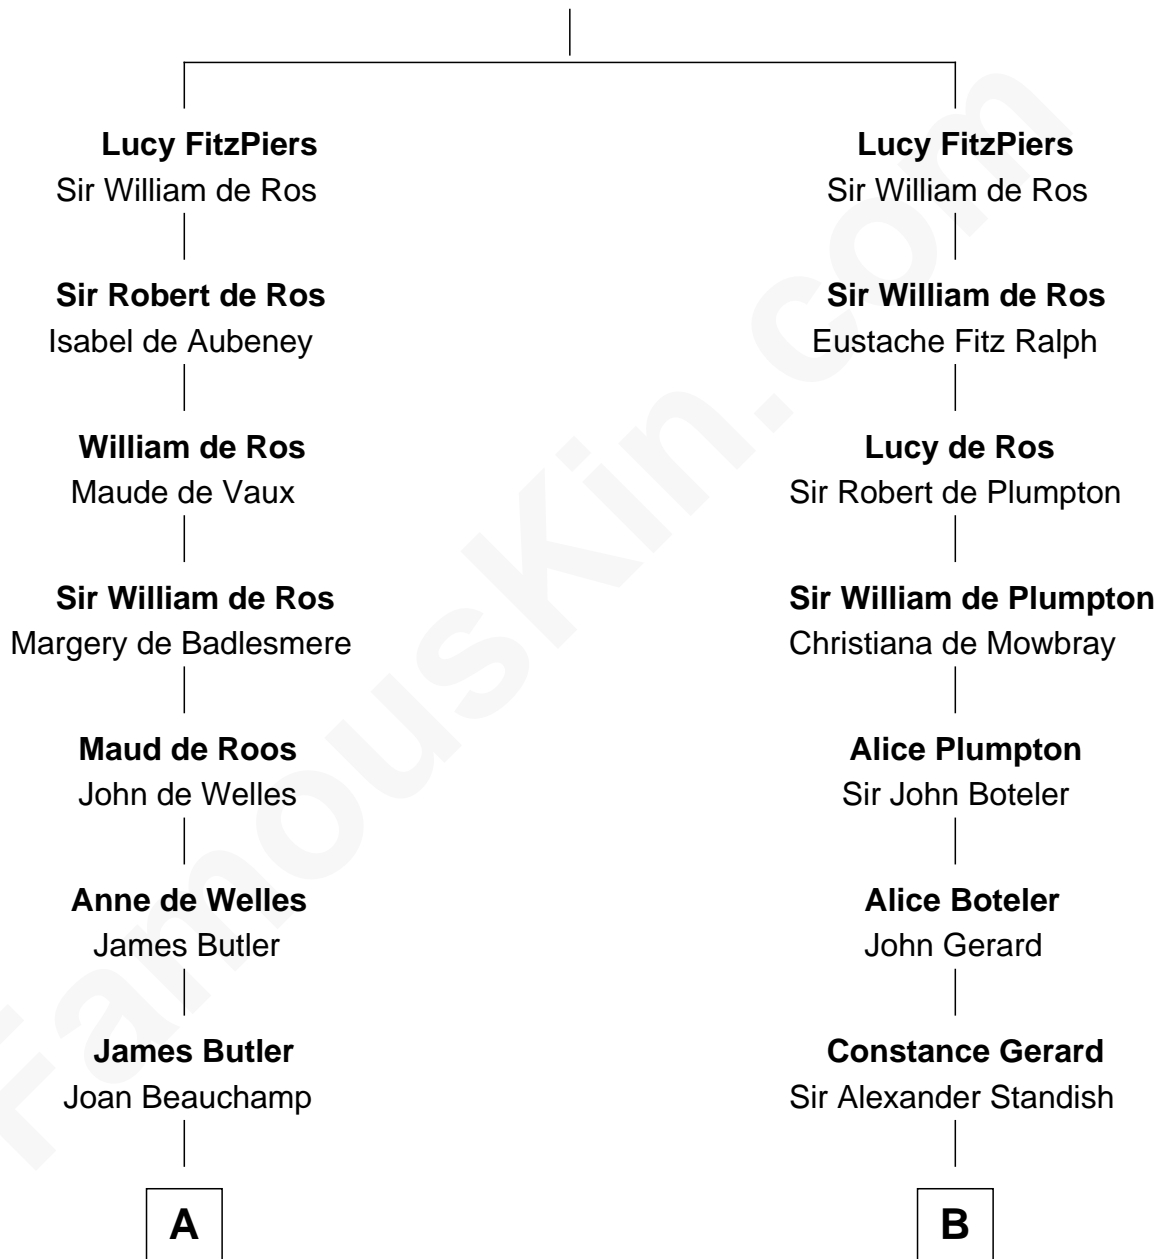 Lucy FitzPiers
Sir William de Ros
Sir Robert de Ros
Isabel de Aubeney
William de Ros
Maude de Vaux
Sir William de Ros
Margery de Badlesmere
Maud de Roos
John de Welles
Anne de Welles
James Butler
James Butler
Joan Beauchamp
A
Lucy FitzPiers
Sir William de Ros
Sir William de Ros
Eustache Fitz Ralph
Lucy de Ros
Sir Robert de Plumpton
Sir William de Plumpton
Christiana de Mowbray
Alice Plumpton
Sir John Boteler
Alice Boteler
John Gerard
Constance Gerard
Sir Alexander Standish
B
FamousKin.com